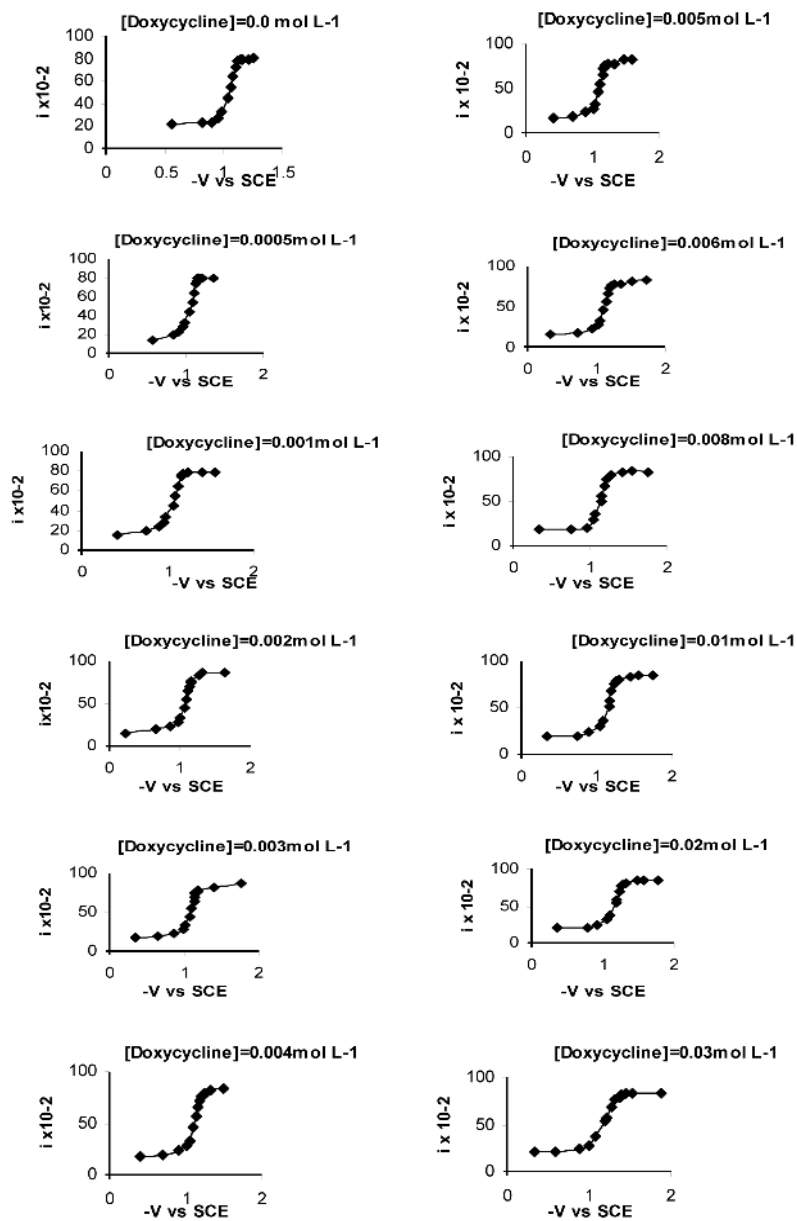 [Doxycycline]=0.0 mol L-1
i x10-2
100
80
60
40
20
0
0
0.5
1
1.5
-V vs SCE
[Doxycycline]=0.005mol L-1
i x10-2
100
50
0
0
1
2
-V vs SCE
[Doxycycline]=0.0005mol L-1
i x10-2
100
80
60
40
20
0
0
1
2
-V vs SCE
[Doxycycline]=0.006mol L-1
i x 10-2
100
50
0
0
1
2
-V vs SCE
[Doxycycline]=0.001mol L-1
i x 10-2
100
80
60
40
20
0
0
1
2
-V vs SCE
[Doxycycline]=0.008mol L-1
i x 10-2
100
50
0
0
1
2
-V vs SCE
[Doxycycline]=0.002mol L-1
ix10-2
100
50
0
0
1
2
-V vs SCE
[Doxycycline]=0.01mol L-1
i x 10-2
100
50
0
0
1
2
-V vs SCE
[Doxycycline]=0.003mol L-1
i x 10-2
100
50
0
0
1
2
-V vs SCE
[Doxycycline]=0.02mol L-1
i x 10-2
100
50
0
0
1
2
-V vs SCE
[Doxycycline]=0.004mol L-1
i x 10-2
100
50
0
0
1
2
-V vs SCE
[Doxycycline]=0.03mol L-1
i x 10-2
100
50
0
0
1
2
-V vs SCE